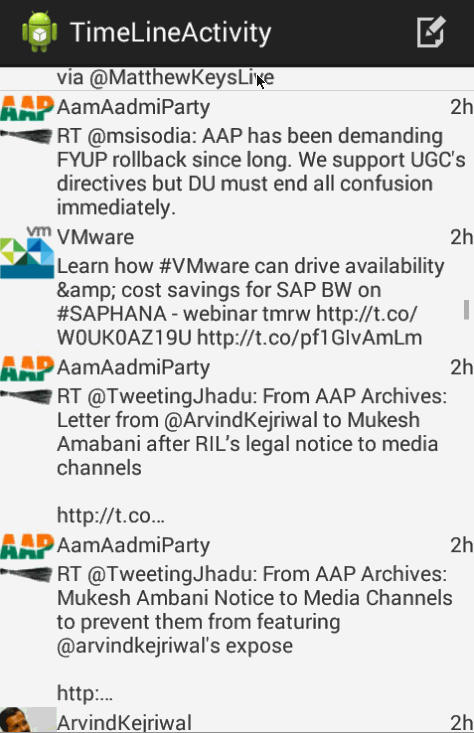 TimeLineActivity
via @MatthewKeysLive
AAP
AamAadmiParty 2h
RT @msisodia: AAP has been demanding
FYUP rollback since long. We support UGC's
directives but DU must end all confusion
immediately.
vm
VMware 2h
Learn how #VMware can drive availability
&amp; cost savings for SAP BW on
#SAPHANA - webinar tmrw http://t.co/
W0UK0AZ19U http://t.co/pf1GIvAmLm
AAP
AamAadmiParty 2h
RT @TweetingJhadu: From AAP Archives:
Letter from @ArvindKejriwal to Mukesh
Amabani after RIL’s legal notice to media
channels
http://t.co…
AAP
AamAadmiParty 2h
RT @TweetingJhadu: From AAP Archives:
Mukesh Ambani Notice to Media Channels
to prevent them from featuring
@arvindkejriwal's expose
http:…
ArvindKejriwal 2h